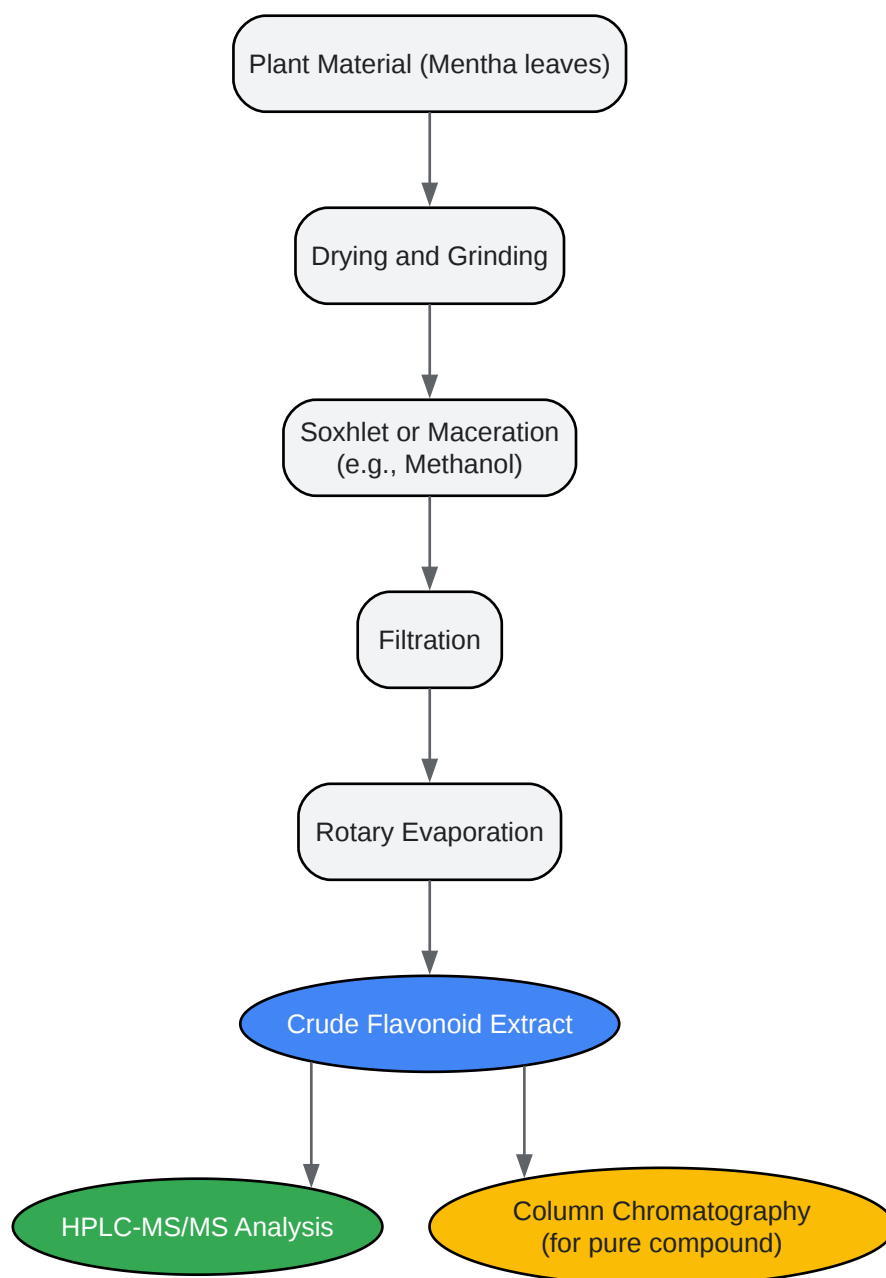 Plant Material (Mentha leaves)
Drying and Grinding
Soxhlet or Maceration
(e.g., Methanol)
Filtration
Rotary Evaporation
Crude Flavonoid Extract
HPLC-MS/MS Analysis
Column Chromatography
(for pure compound)